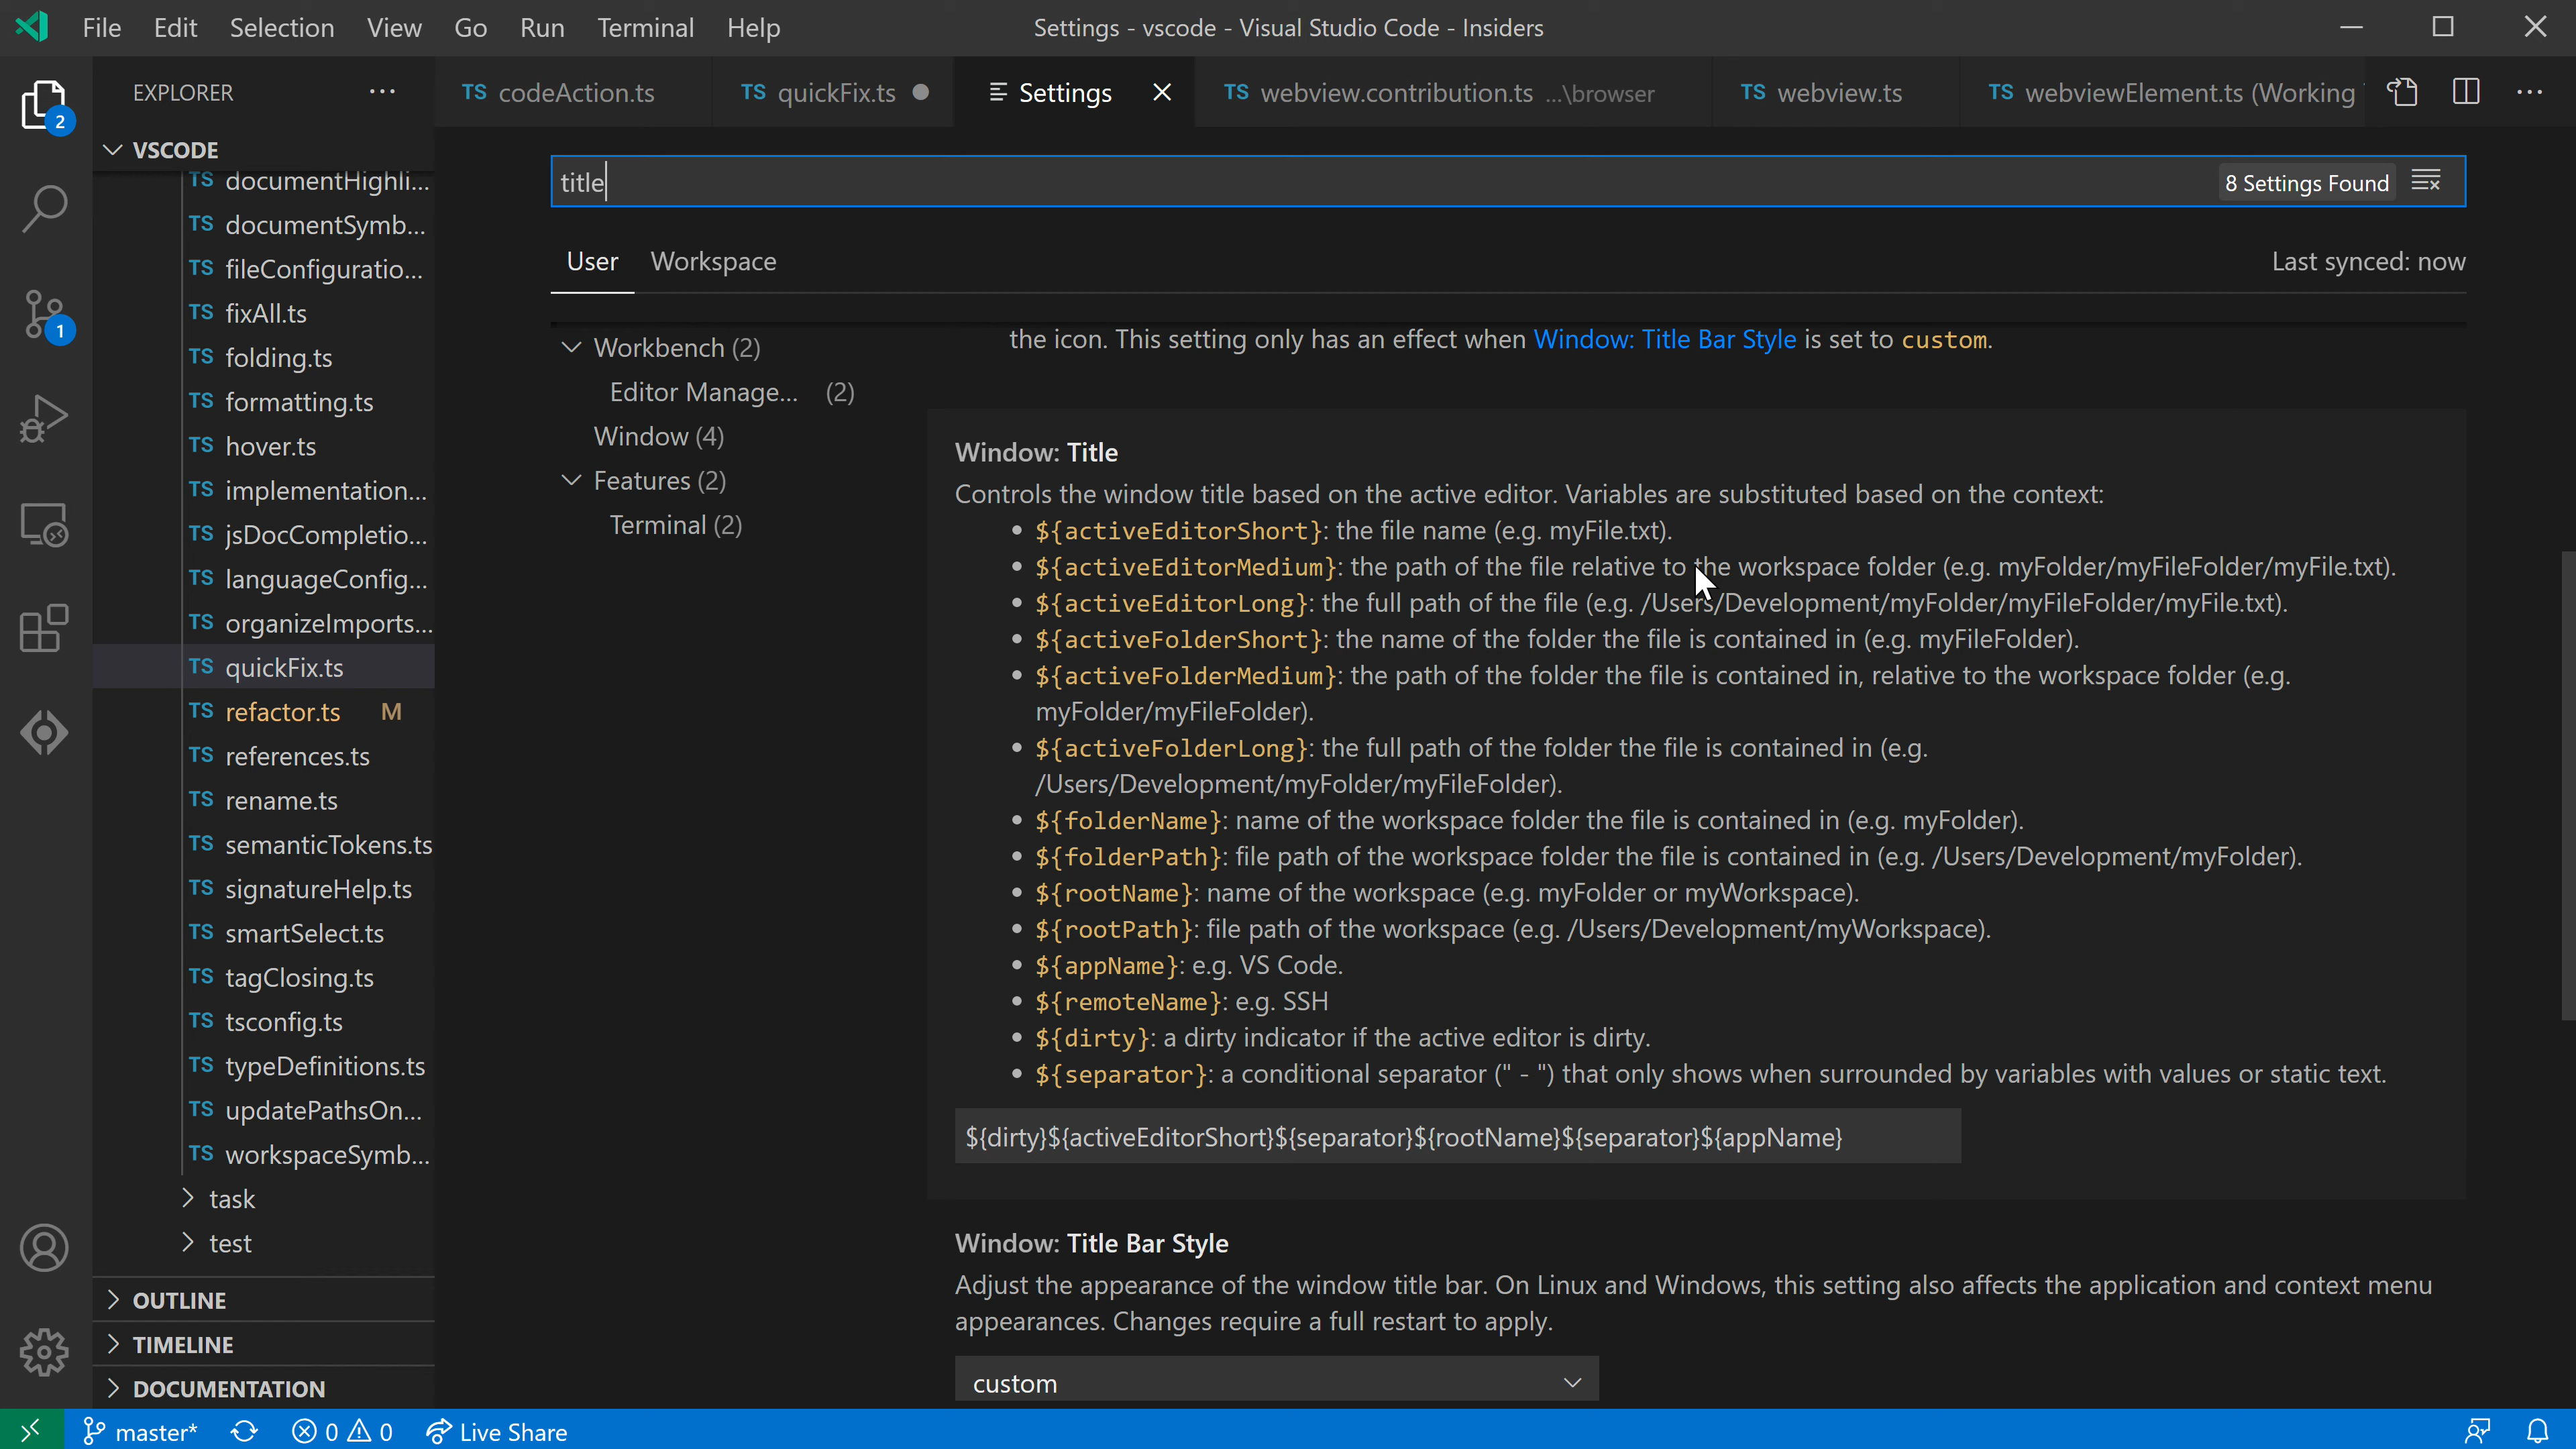 File Edit Selection View Go Run Terminal Help Settings - vscode - Visual Studio Code - Insiders
EXPLORER
TS codeAction.ts TS quickFix.ts Settings TS webview.contribution.ts ...\browser TS webview.ts TS webviewElement.ts (Working
2
VSCODE
TS documentHighli...
TS documentSymb...
TS fileConfiguratio...
TS fixAll.ts
1
TS folding.ts
TS formatting.ts
TS hover.ts
TS implementation...
TS jsDocCompletio...
TS languageConfig...
TS organizeImports...
TS quickFix.ts
TS refactor.ts M
TS references.ts
TS rename.ts
TS semanticTokens.ts
TS signatureHelp.ts
TS smartSelect.ts
TS tagClosing.ts
TS tsconfig.ts
TS typeDefinitions.ts
TS updatePathsOn...
TS workspaceSymb...
task
test
OUTLINE
TIMELINE
DOCUMENTATION
title 8 Settings Found
User Workspace Last synced: now
Workbench (2)
Editor Manage... (2)
Window (4)
Features (2)
Terminal (2)
the icon. This setting only has an effect when Window: Title Bar Style is set to custom.
Window: Title
Controls the window title based on the active editor. Variables are substituted based on the context:
• ${activeEditorShort}: the file name (e.g. myFile.txt).
• ${activeEditorMedium}: the path of the file relative to the workspace folder (e.g. myFolder/myFileFolder/myFile.txt).
• ${activeEditorLong}: the full path of the file (e.g. /Users/Development/myFolder/myFileFolder/myFile.txt).
• ${activeFolderShort}: the name of the folder the file is contained in (e.g. myFileFolder).
• ${activeFolderMedium}: the path of the folder the file is contained in, relative to the workspace folder (e.g.
myFolder/myFileFolder).
• ${activeFolderLong}: the full path of the folder the file is contained in (e.g.
/Users/Development/myFolder/myFileFolder).
• ${folderName}: name of the workspace folder the file is contained in (e.g. myFolder).
• ${folderPath}: file path of the workspace folder the file is contained in (e.g. /Users/Development/myFolder).
• ${rootName}: name of the workspace (e.g. myFolder or myWorkspace).
• ${rootPath}: file path of the workspace (e.g. /Users/Development/myWorkspace).
• ${appName}: e.g. VS Code.
• ${remoteName}: e.g. SSH
• ${dirty}: a dirty indicator if the active editor is dirty.
• ${separator}: a conditional separator (" - ") that only shows when surrounded by variables with values or static text.
${dirty}${activeEditorShort}${separator}${rootName}${separator}${appName}
Window: Title Bar Style
Adjust the appearance of the window title bar. On Linux and Windows, this setting also affects the application and context menu
appearances. Changes require a full restart to apply.
custom
master* 0 0 Live Share